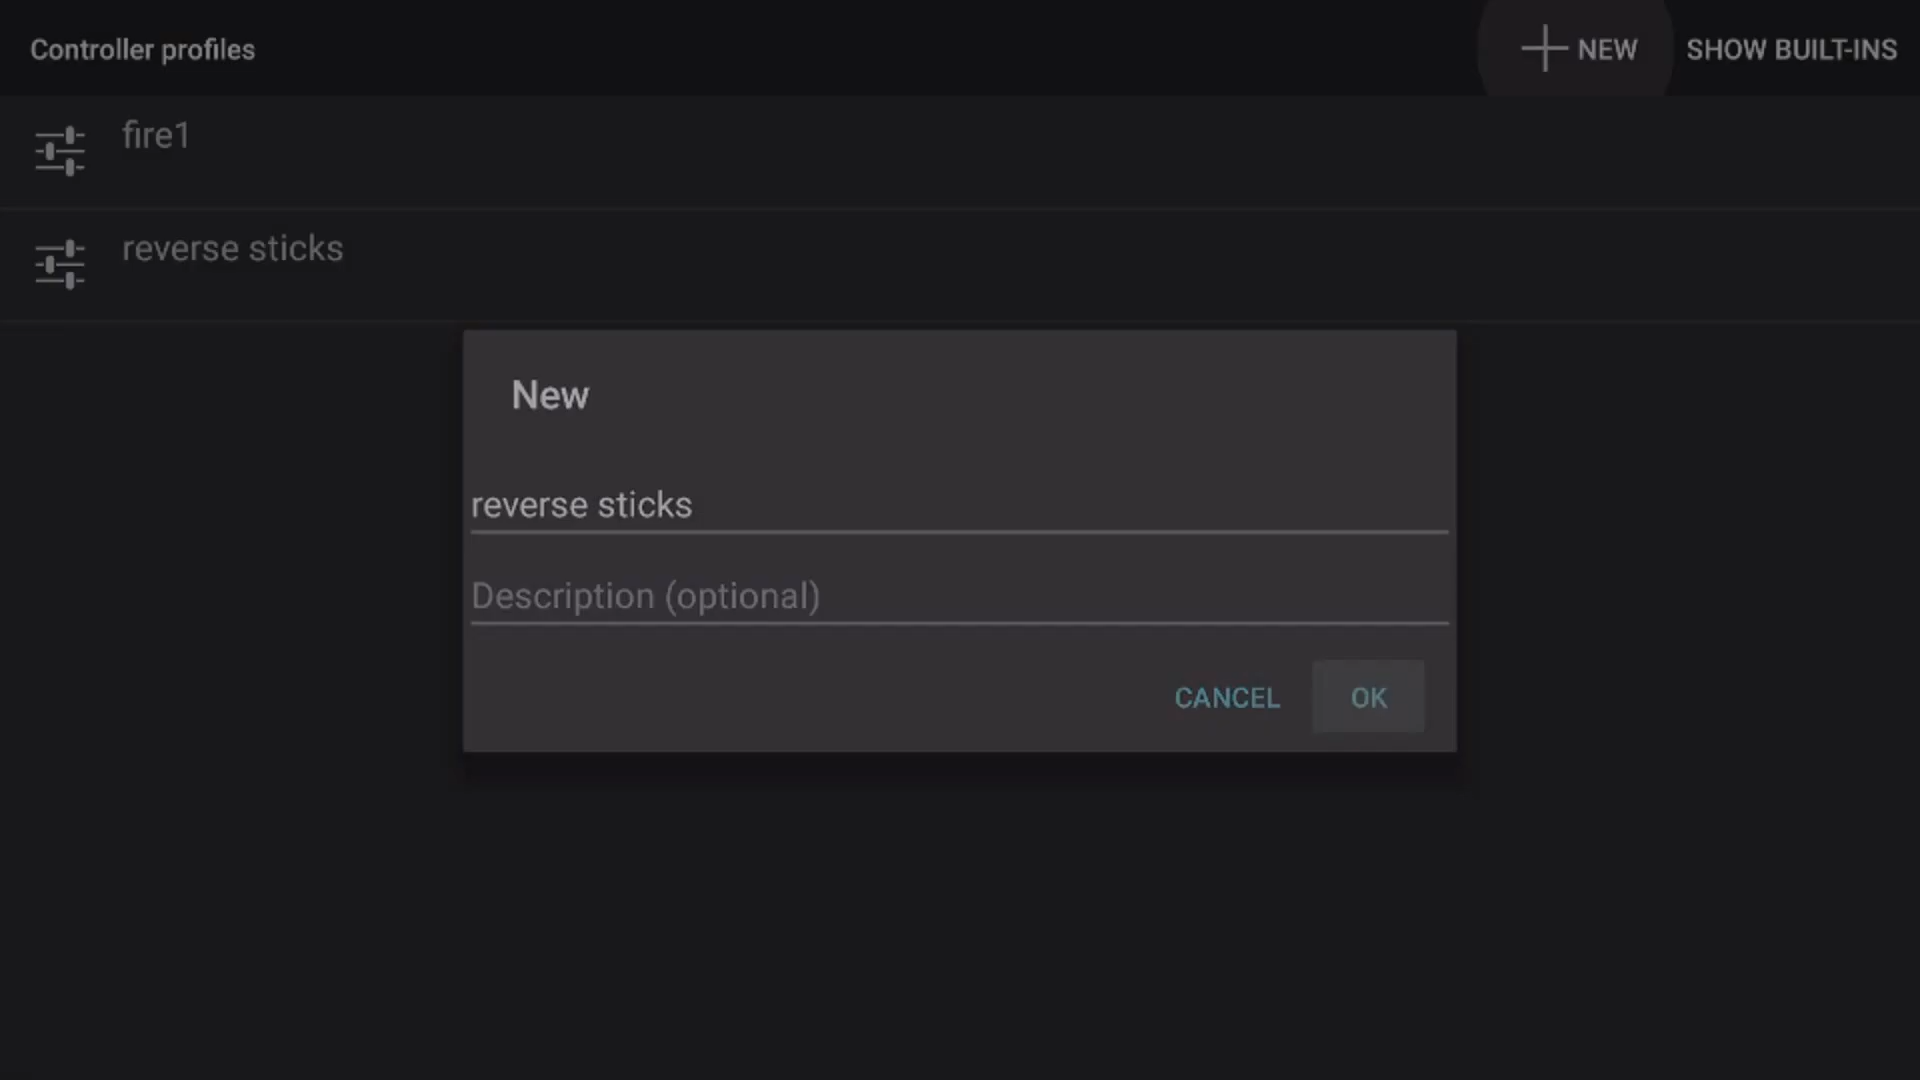 Controller profiles
NEW
SHOW BUILT-INS
fire1
reverse sticks
New
reverse sticks
Description (optional)
CANCEL
OK